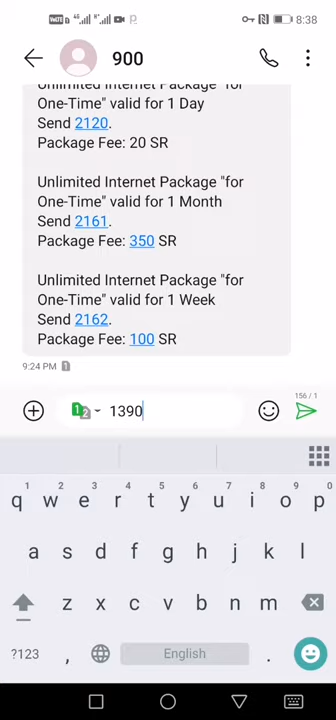 8:38
900
Unlimited Internet Package "for
One-Time" valid for 1 Day
Send 2120.
Package Fee: 20 SR
Unlimited Internet Package "for
One-Time" valid for 1 Month
Send 2161.
Package Fee: 350 SR
Unlimited Internet Package "for
One-Time" valid for 1 Week
Send 2162.
Package Fee: 100 SR
9:24 PM 1
156 / 1
1 2 1390
1 2 3 4 5 6 7 8 9 0
q w e r t y u i o p
a s d f g h j k l
z x c v b n m
?123 , English .